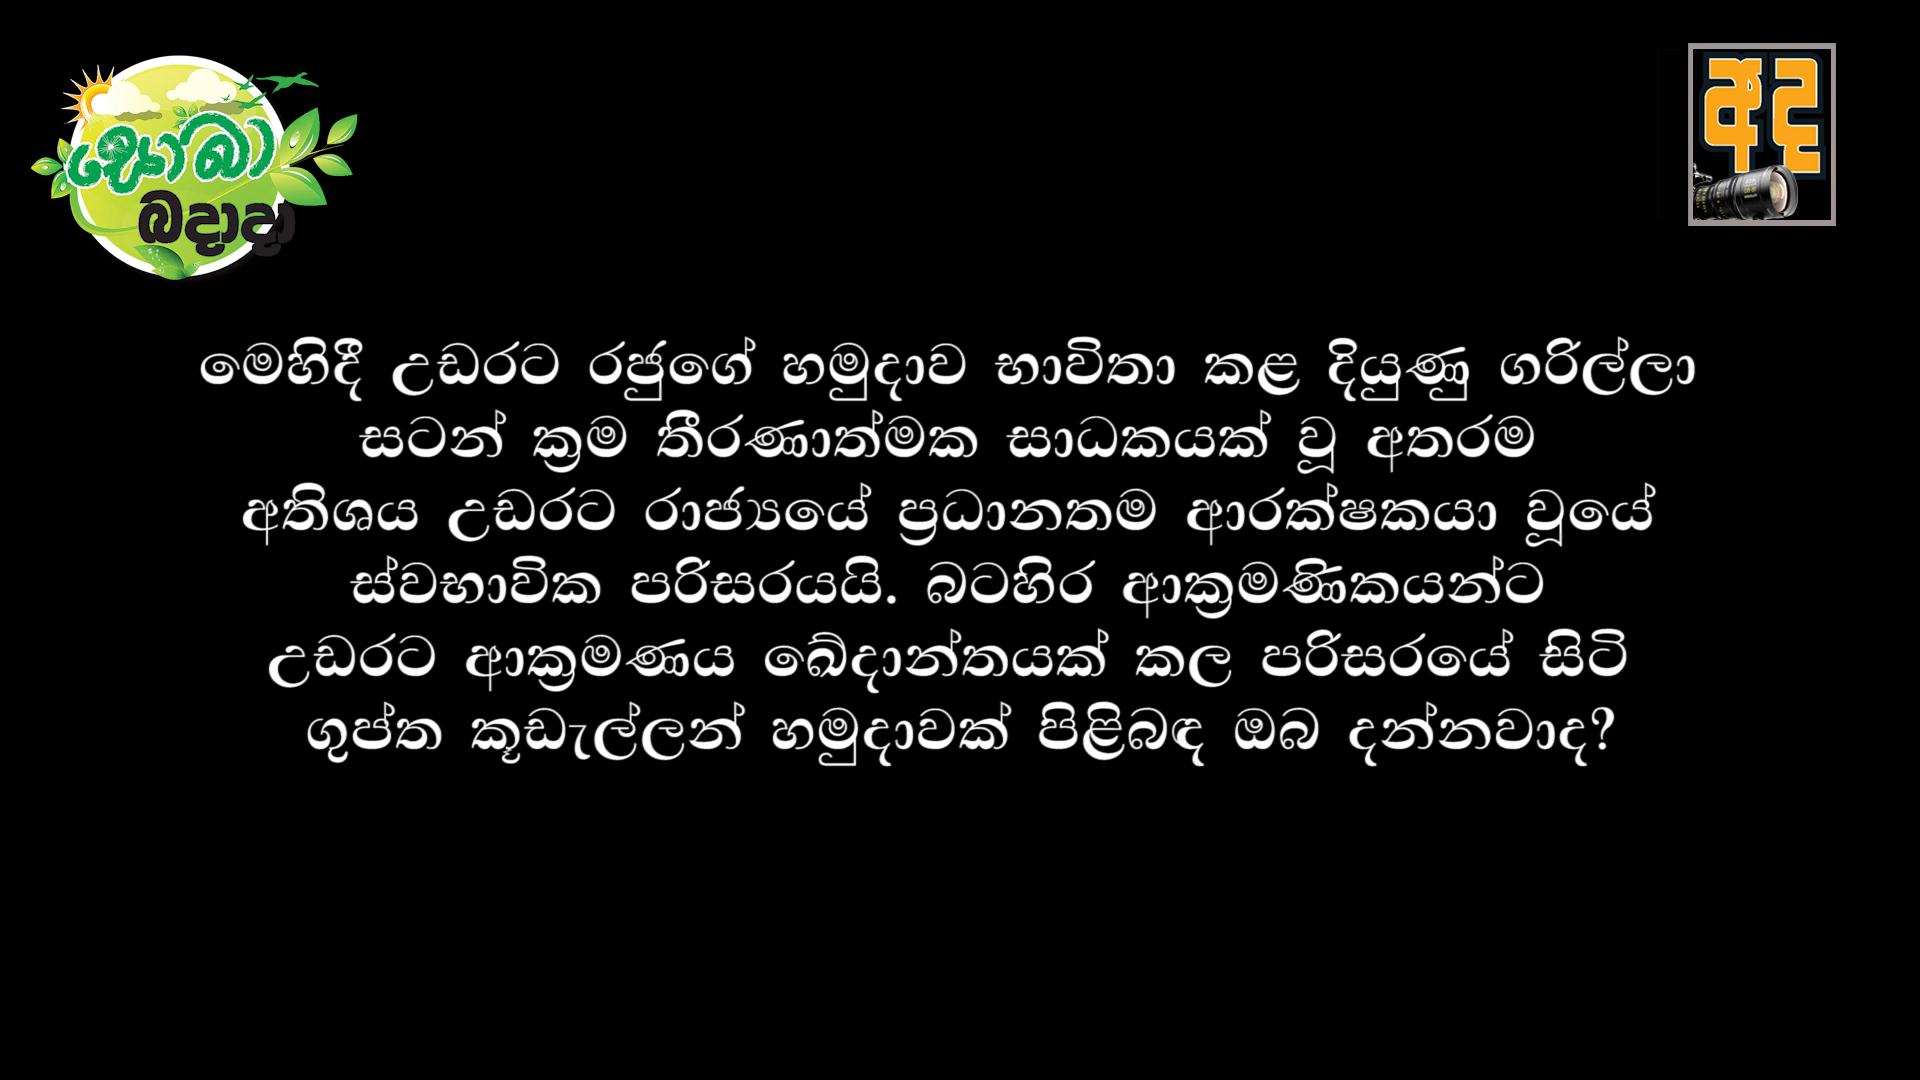 සොබා
බදාදා
අද
මෙහිදී උඩරට රජුගේ හමුදාව භාවිතා කළ දියුණු ගරිල්ලා
සටන් ක්‍රම තීරණාත්මක සාධකයක් වූ අතරම
අතිශය උඩරට රාජ්‍යයේ ප්‍රධානතම ආරක්ෂකයා වූයේ
ස්වභාවික පරිසරයයි. බටහිර ආක්‍රමණිකයන්ට
උඩරට ආක්‍රමණය ඛේදාන්තයක් කල පරිසරයේ සිටි
ගුප්ත කූඩැල්ලන් හමුදාවක් පිළිබඳ ඔබ දන්නවාද?